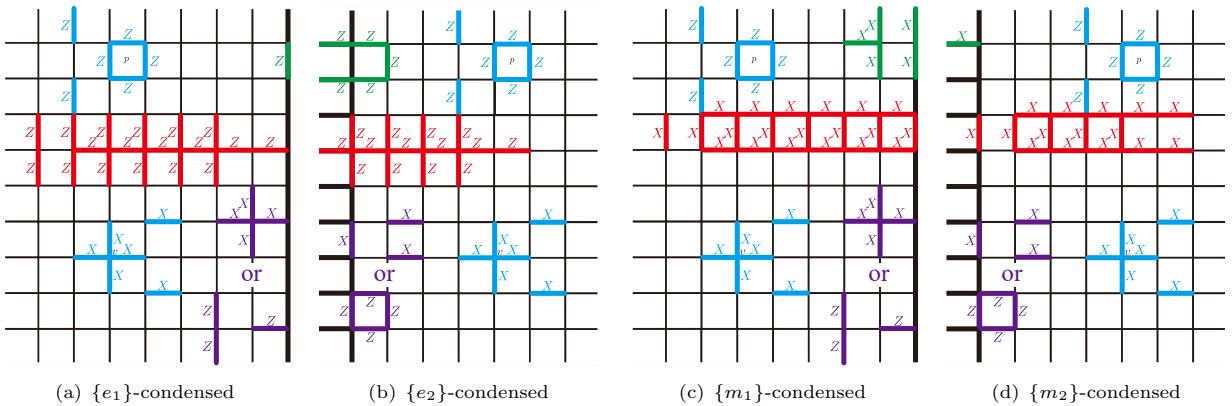 Z
Z
Z p Z
Z
Z
Z Z Z Z Z Z
Z Z Z Z Z Z
Z Z Z Z Z Z
X
X X X
X X
X v X
X
or
X
Z
Z
Z
(a) {e₁}-condensed
Z
Z Z Z
Z Z p Z
Z Z Z
Z
Z Z Z Z
Z Z Z Z Z Z
Z Z Z Z
X X
X X
X X v X
X
or
X
Z
Z Z
Z
(b) {e₂}-condensed
Z X X
Z X
Z p Z X X
Z
Z
X X X X X X
X X X X X X X X
X X X X X X
X
X X X
X X
X v X
X
or
X
Z
Z
Z
(c) {m₁}-condensed
Z
X Z
Z p Z
Z
Z
X X X X X
X X X X X
X X X X X
X X
X X
X X v X
X
or
X
Z
Z Z
Z
(d) {m₂}-condensed